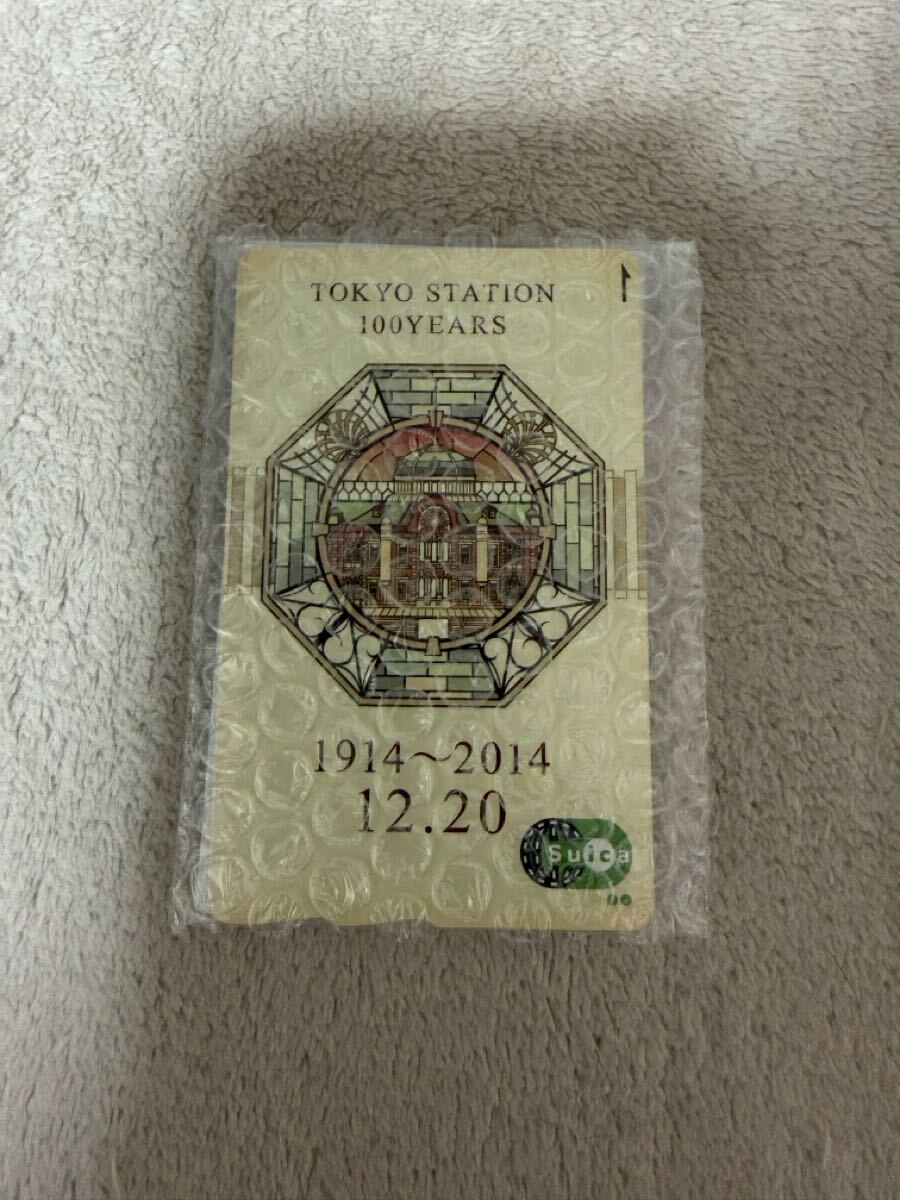 TOKYO STATION
100YEARS
1914～2014
12.20
Suica